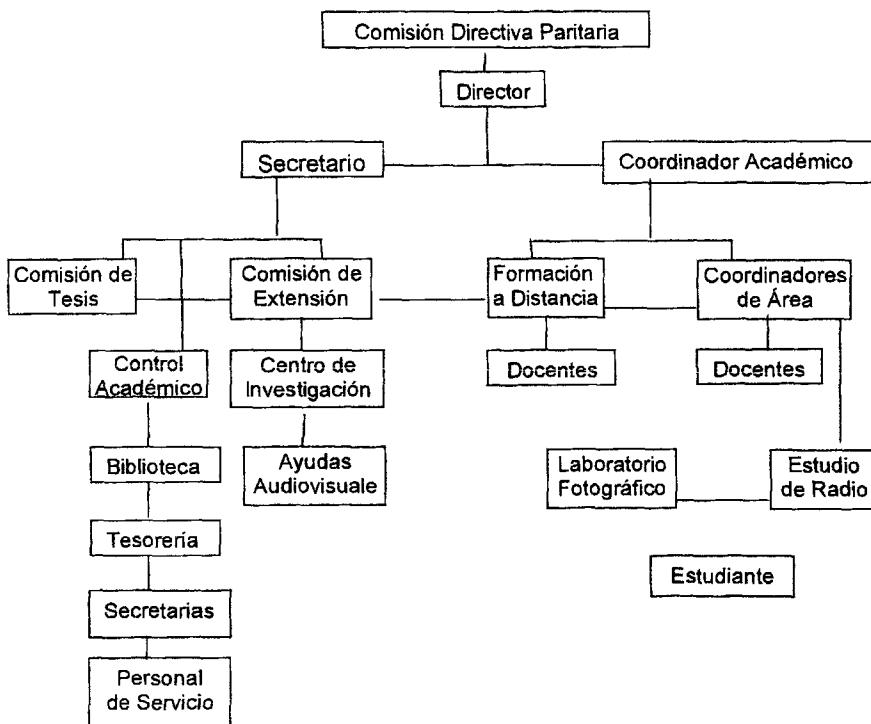 Comisión Directiva Paritaria
Director
Secretario
Coordinador Académico
Comisión de
Tesis
Comisión de
Extensión
Formación
a Distancia
Coordinadores
de Área
Control
Académico
Centro de
Investigación
Docentes
Docentes
Biblioteca
Ayudas
Audiovisuale
Laboratorio
Fotográfico
Estudio
de Radio
Tesorería
Estudiante
Secretarias
Personal
de Servicio